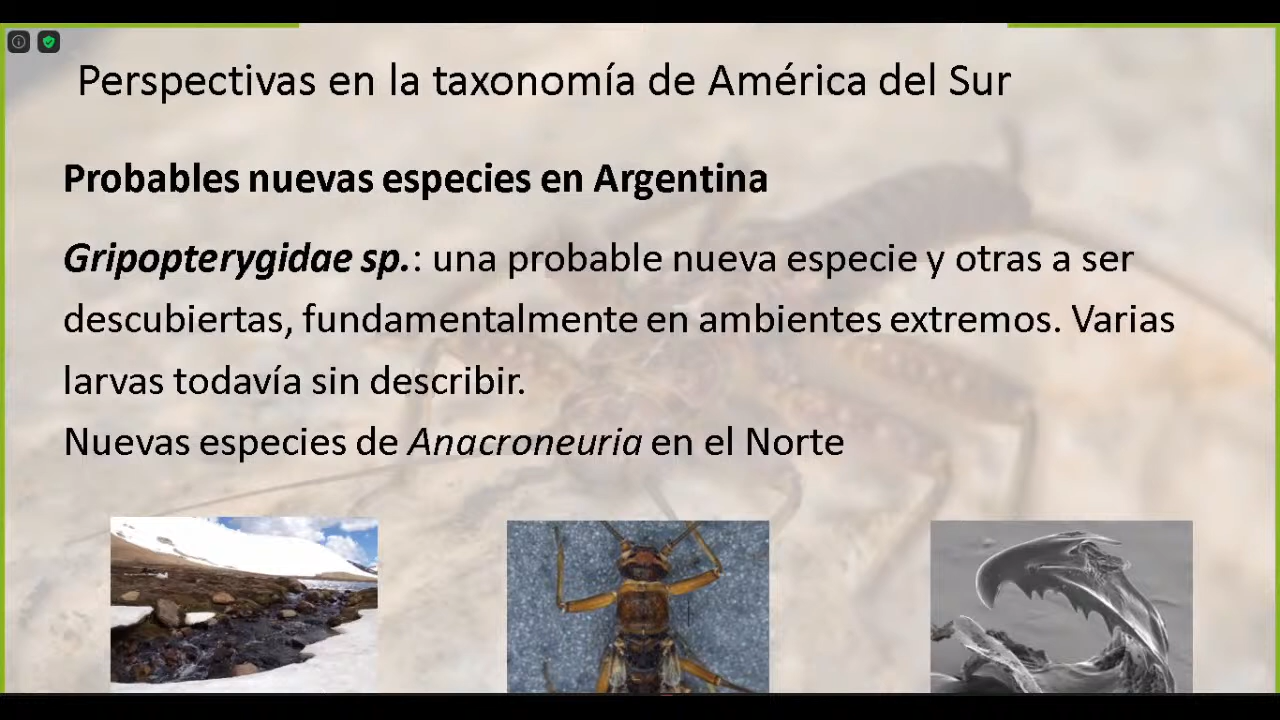 Perspectivas en la taxonomía de América del Sur
Probables nuevas especies en Argentina
Gripopterygidae sp.: una probable nueva especie y otras a ser
descubiertas, fundamentalmente en ambientes extremos. Varias
larvas todavía sin describir.
Nuevas especies de Anacroneuria en el Norte